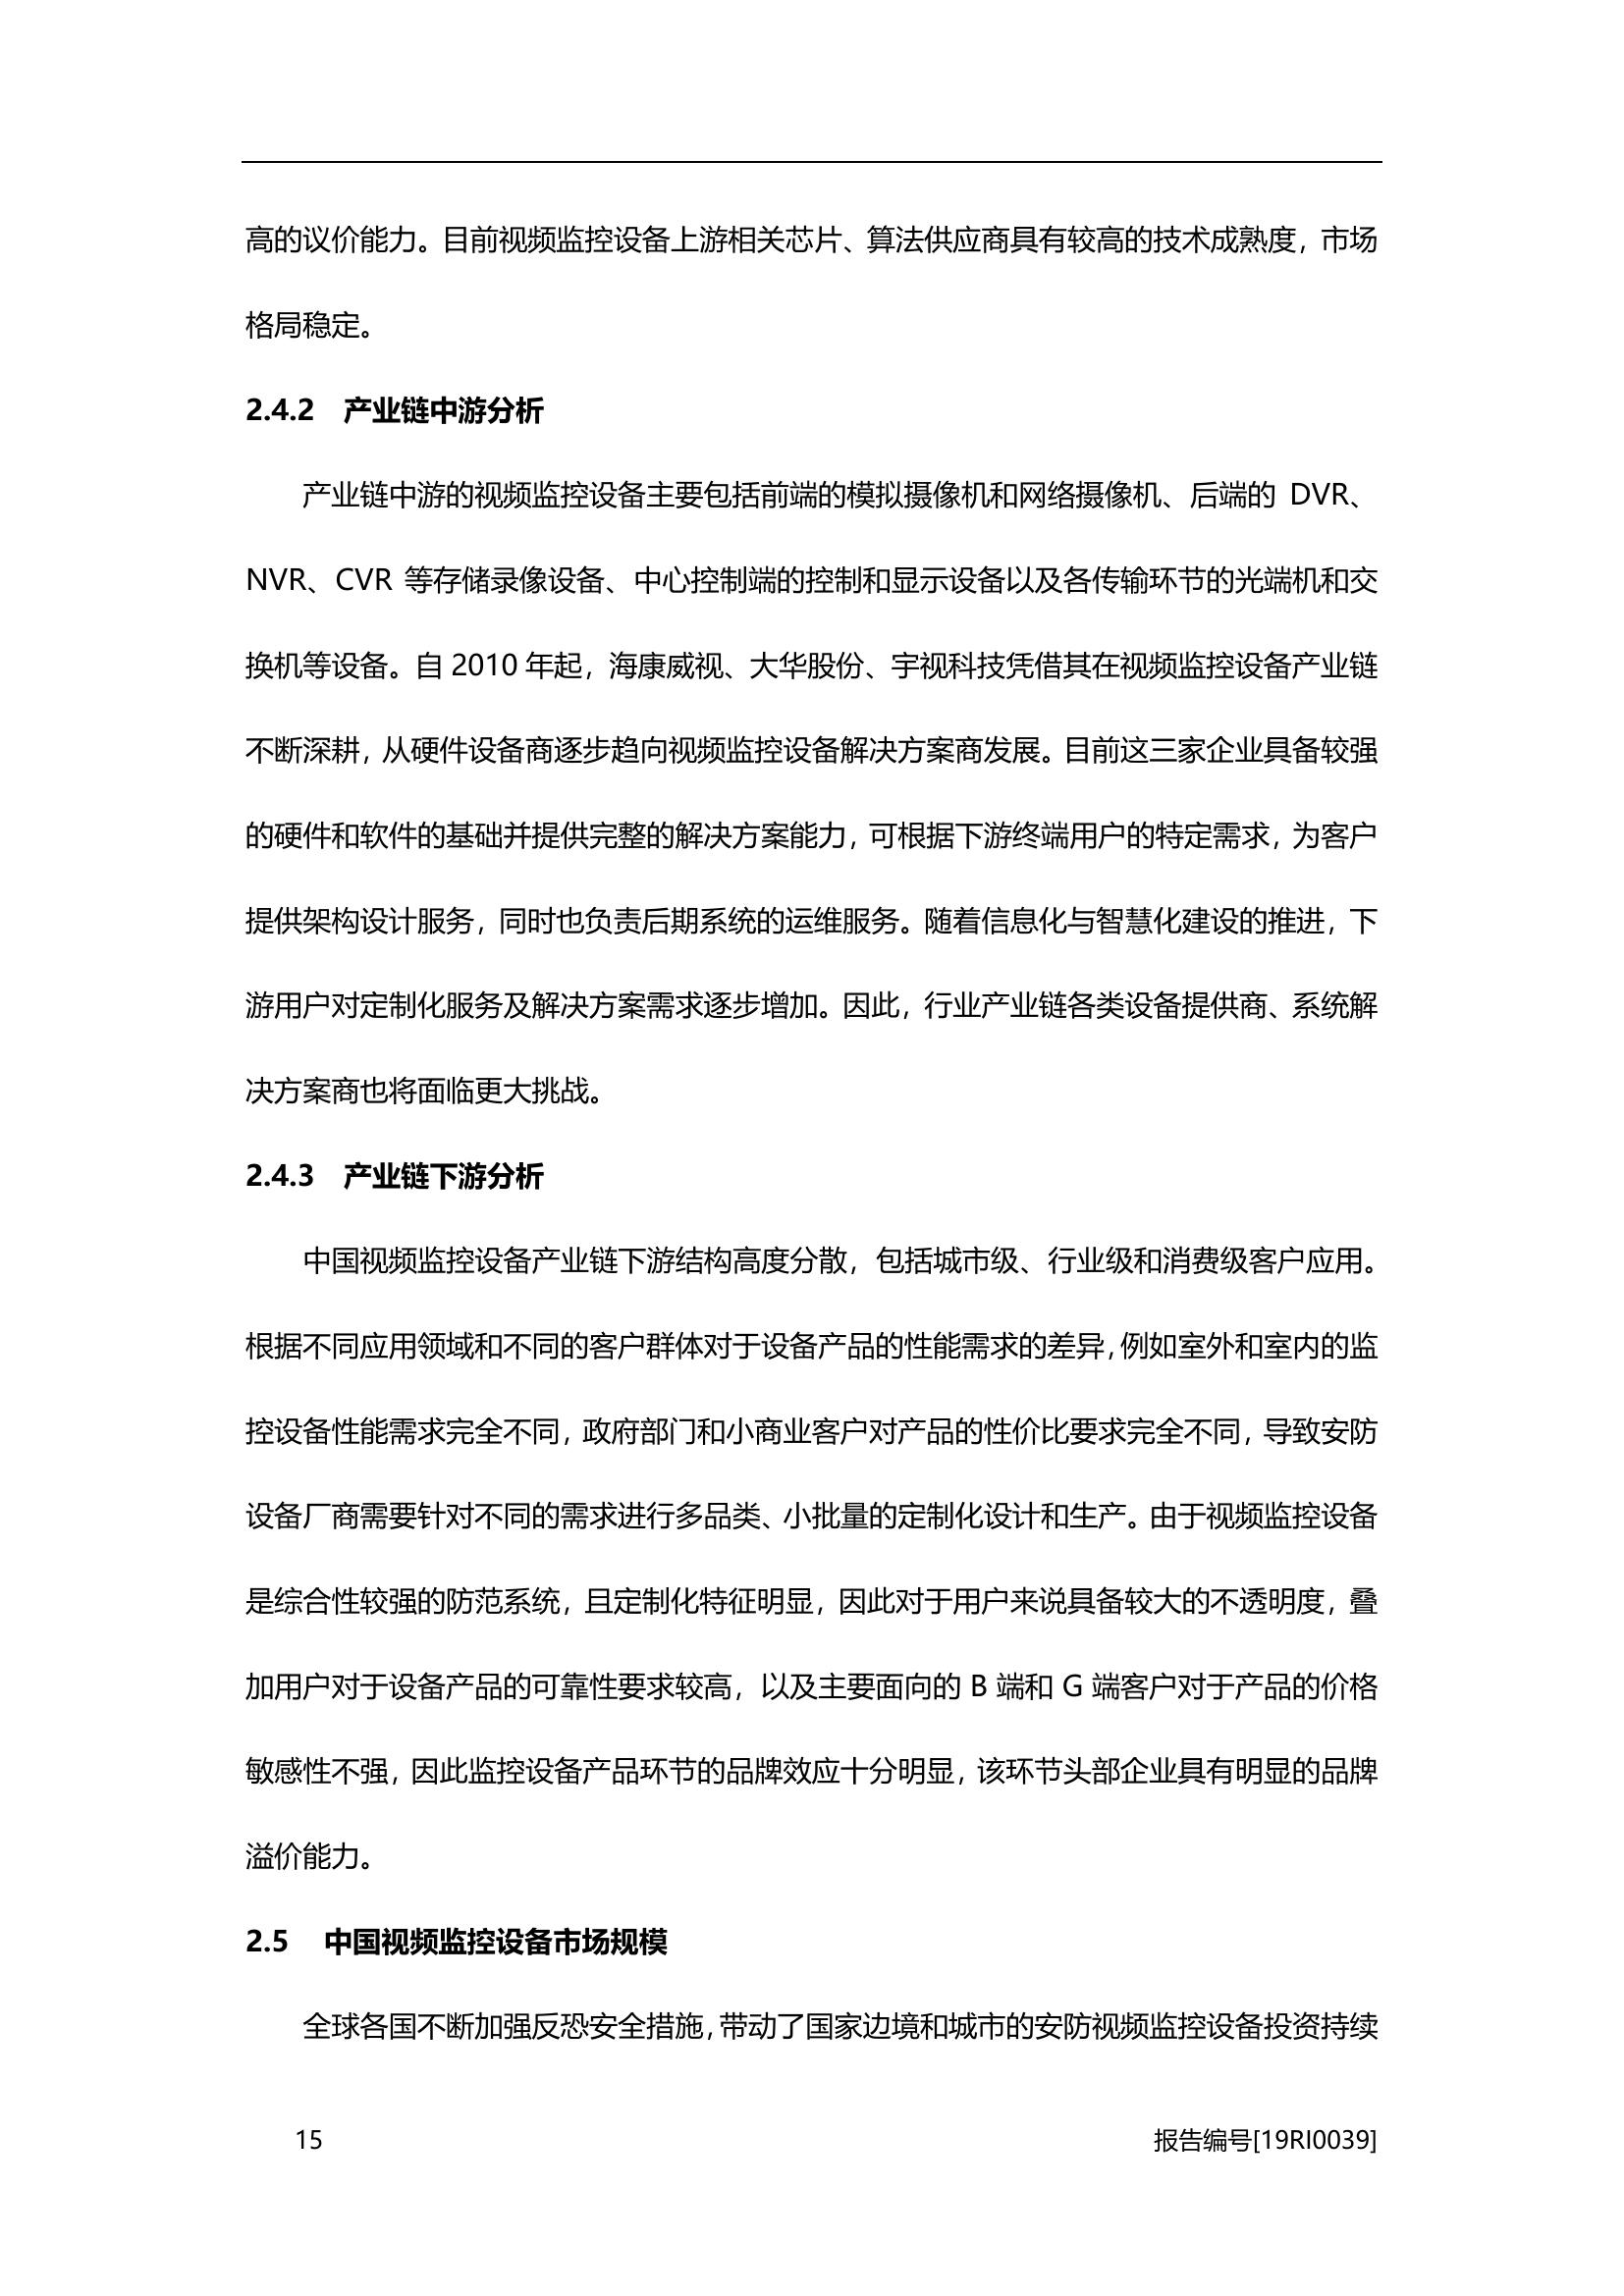 高的议价能力。目前视频监控设备上游相关芯片、算法供应商具有较高的技术成熟度，市场
格局稳定。
2.4.2 产业链中游分析
产业链中游的视频监控设备主要包括前端的模拟摄像机和网络摄像机、后端的 DVR、
NVR、CVR 等存储录像设备、中心控制端的控制和显示设备以及各传输环节的光端机和交
换机等设备。自 2010 年起，海康威视、大华股份、宇视科技凭借其在视频监控设备产业链
不断深耕，从硬件设备商逐步趋向视频监控设备解决方案商发展。目前这三家企业具备较强
的硬件和软件的基础并提供完整的解决方案能力，可根据下游终端用户的特定需求，为客户
提供架构设计服务，同时也负责后期系统的运维服务。随着信息化与智慧化建设的推进，下
游用户对定制化服务及解决方案需求逐步增加。因此，行业产业链各类设备提供商、系统解
决方案商也将面临更大挑战。
2.4.3 产业链下游分析
中国视频监控设备产业链下游结构高度分散，包括城市级、行业级和消费级客户应用。
根据不同应用领域和不同的客户群体对于设备产品的性能需求的差异，例如室外和室内的监
控设备性能需求完全不同，政府部门和小商业客户对产品的性价比要求完全不同，导致安防
设备厂商需要针对不同的需求进行多品类、小批量的定制化设计和生产。由于视频监控设备
是综合性较强的防范系统，且定制化特征明显，因此对于用户来说具备较大的不透明度，叠
加用户对于设备产品的可靠性要求较高，以及主要面向的 B 端和 G 端客户对于产品的价格
敏感性不强，因此监控设备产品环节的品牌效应十分明显，该环节头部企业具有明显的品牌
溢价能力。
2.5 中国视频监控设备市场规模
全球各国不断加强反恐安全措施，带动了国家边境和城市的安防视频监控设备投资持续
15 报告编号[19RI0039]